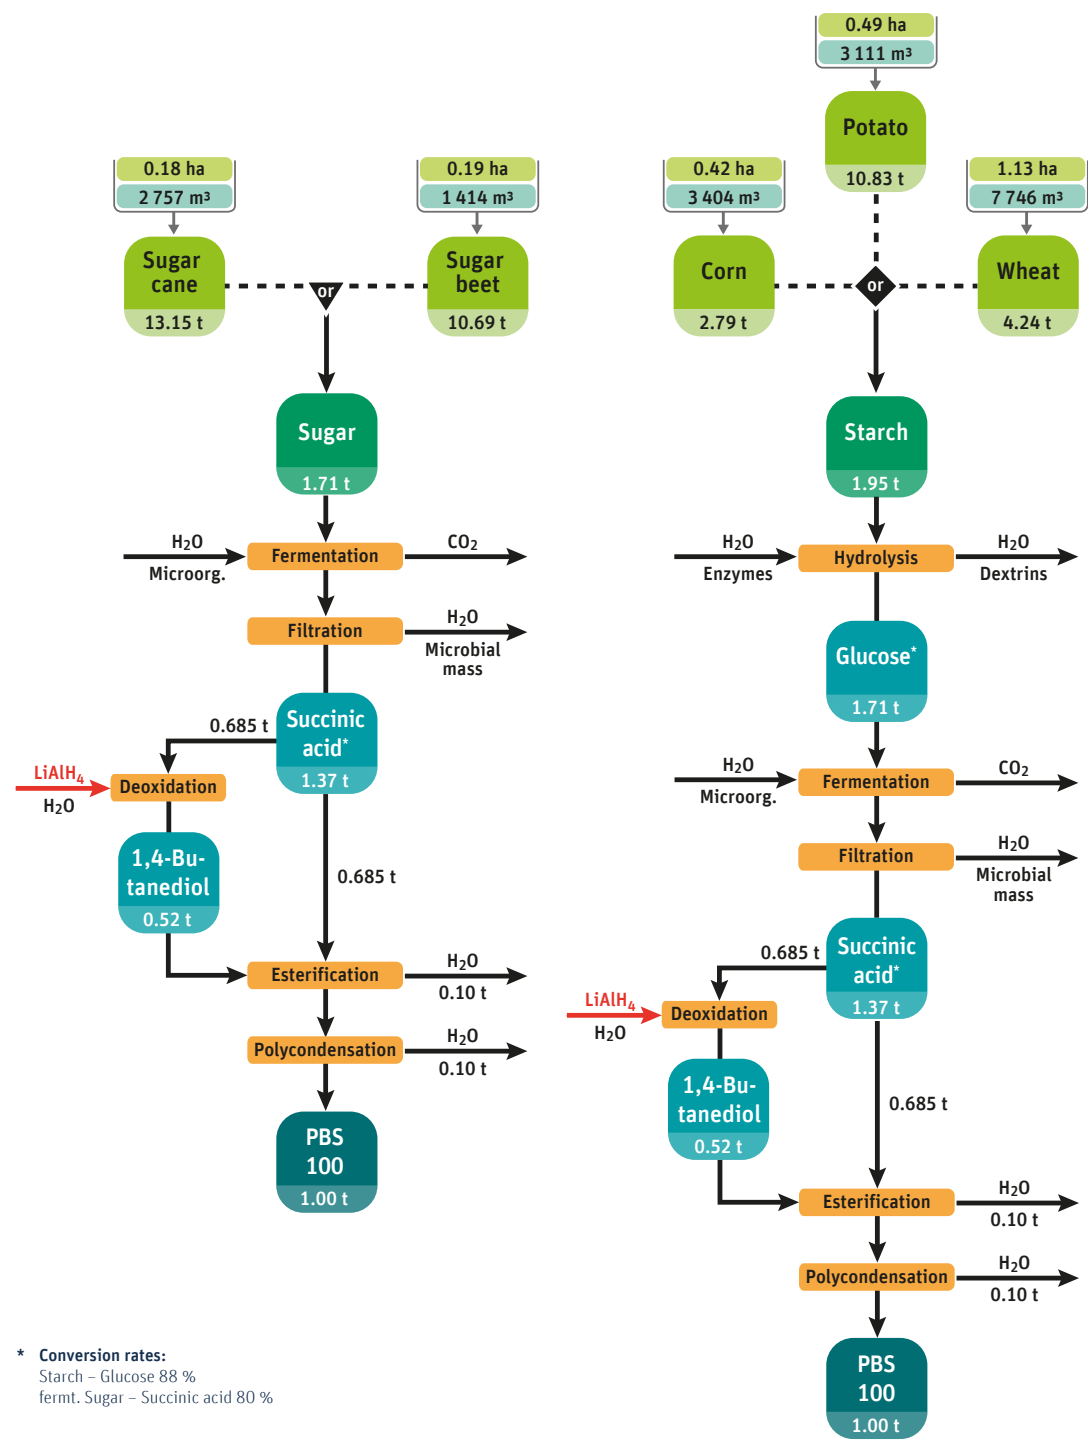 0.49 ha
3 111 m³
Potato
10.83 t
0.18 ha
2 757 m³
Sugar
cane
13.15 t
0.19 ha
1 414 m³
Sugar
beet
10.69 t
or
0.42 ha
3 404 m³
Corn
2.79 t
1.13 ha
7 746 m³
Wheat
4.24 t
or
Sugar
1.71 t
H₂O
Microorg.
Fermentation
CO₂
Filtration
H₂O
Microbial
mass
Succinic
acid*
1.37 t
0.685 t
LiAlH₄
H₂O
Deoxidation
1,4-Bu-
tanediol
0.52 t
0.685 t
Esterification
H₂O
0.10 t
Polycondensation
H₂O
0.10 t
PBS
100
1.00 t
Starch
1.95 t
H₂O
Enzymes
Hydrolysis
H₂O
Dextrins
Glucose*
1.71 t
H₂O
Microorg.
Fermentation
CO₂
Filtration
H₂O
Microbial
mass
Succinic
acid*
1.37 t
0.685 t
LiAlH₄
H₂O
Deoxidation
1,4-Bu-
tanediol
0.52 t
0.685 t
Esterification
H₂O
0.10 t
Polycondensation
H₂O
0.10 t
PBS
100
1.00 t
* Conversion rates:
Starch – Glucose 88 %
fermt. Sugar – Succinic acid 80 %